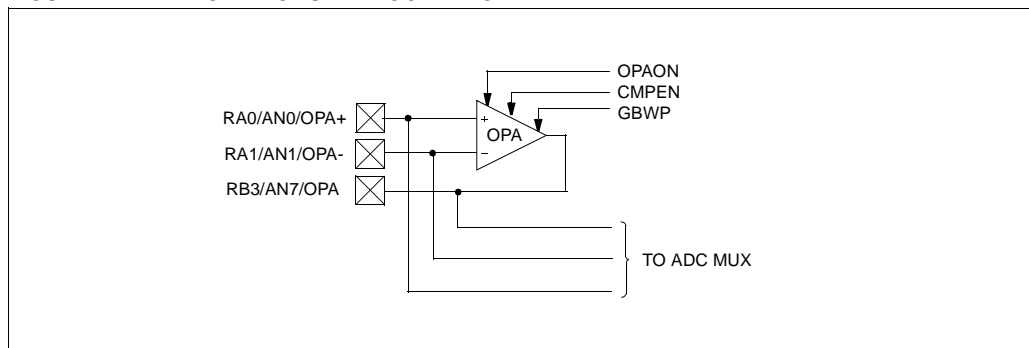 OPAON
CMPEN
GBWP
RA0/AN0/OPA+
+
OPA
RA1/AN1/OPA-
−
RB3/AN7/OPA
TO ADC MUX